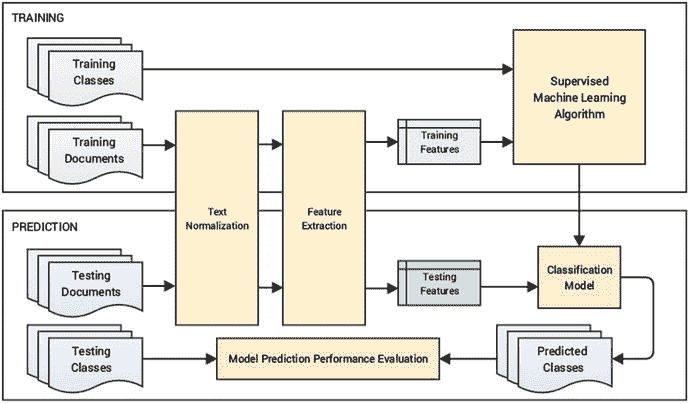 TRAINING
Training
Classes
Supervised
Machine Learning
Algorithm
Training
Documents
Training
Features
Text
Normalization
Feature
Extraction
PREDICTION
Testing
Documents
Testing
Features
Classification
Model
Testing
Classes
Model Prediction Performance Evaluation
Predicted
Classes